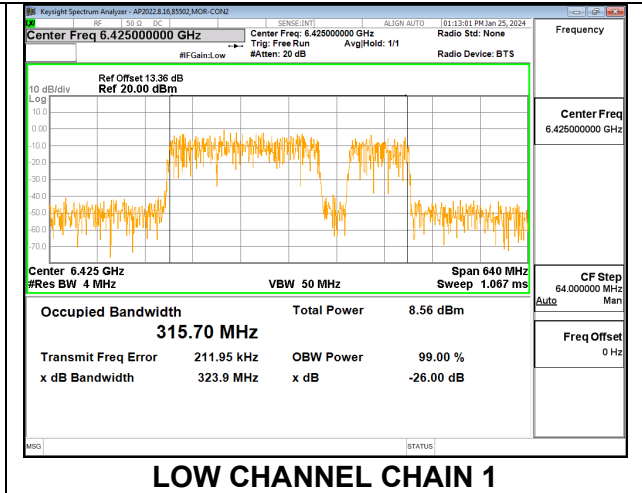 Keysight Spectrum Analyzer - AP2022.8.16,85502,MOR-CON2
RF 50 Ω DC SENSE:INT ALIGN AUTO 01:13:01 PM Jan 25, 2024
Center Freq 6.425000000 GHz
Center Freq: 6.425000000 GHz
Radio Std: None
Trig: Free Run Avg|Hold: 1/1
#IFGain:Low #Atten: 20 dB Radio Device: BTS
Ref Offset 13.36 dB
10 dB/div Ref 20.00 dBm
Log
10.0
0.00
-10.0
-20.0
-30.0
-40.0
-50.0
-60.0
-70.0
Center 6.425 GHz Span 640 MHz
#Res BW 4 MHz VBW 50 MHz Sweep 1.067 ms
Occupied Bandwidth Total Power 8.56 dBm
315.70 MHz
Transmit Freq Error 211.95 kHz OBW Power 99.00 %
x dB Bandwidth 323.9 MHz x dB -26.00 dB
MSG STATUS
Frequency
Center Freq
6.425000000 GHz
CF Step
64.000000 MHz
Auto Man
Freq Offset
0 Hz
LOW CHANNEL CHAIN 1